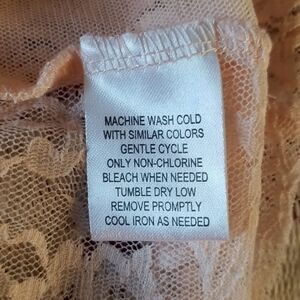 MACHINE WASH COLD
WITH SIMILAR COLORS
GENTLE CYCLE
ONLY NON-CHLORINE
BLEACH WHEN NEEDED
TUMBLE DRY LOW
REMOVE PROMPTLY
COOL IRON AS NEEDED